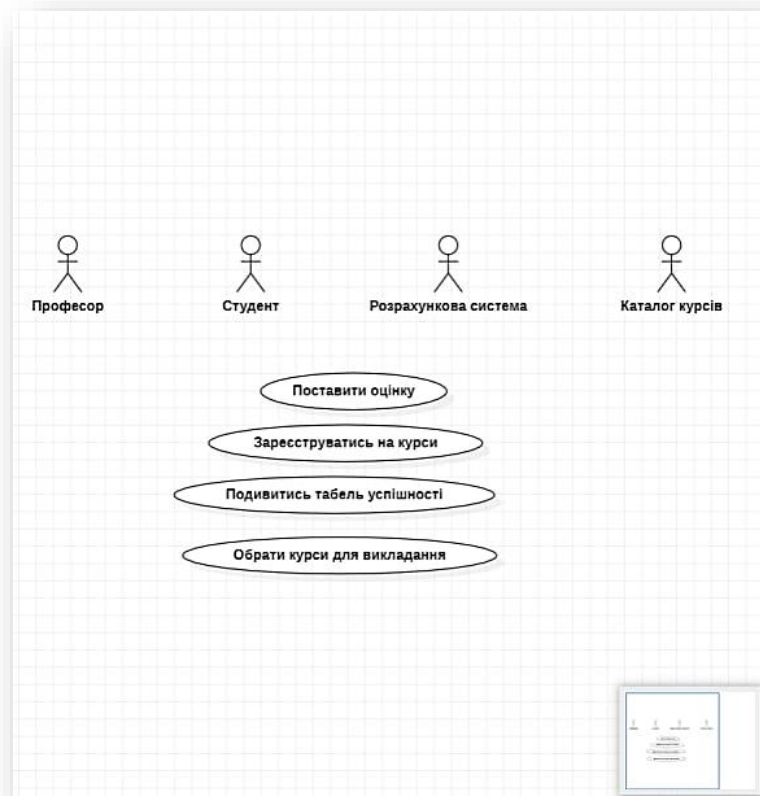 Професор
Студент
Розрахункова система
Каталог курсів
Поставити оцінку
Зареєструватись на курси
Подивитись табель успішності
Обрати курси для викладання